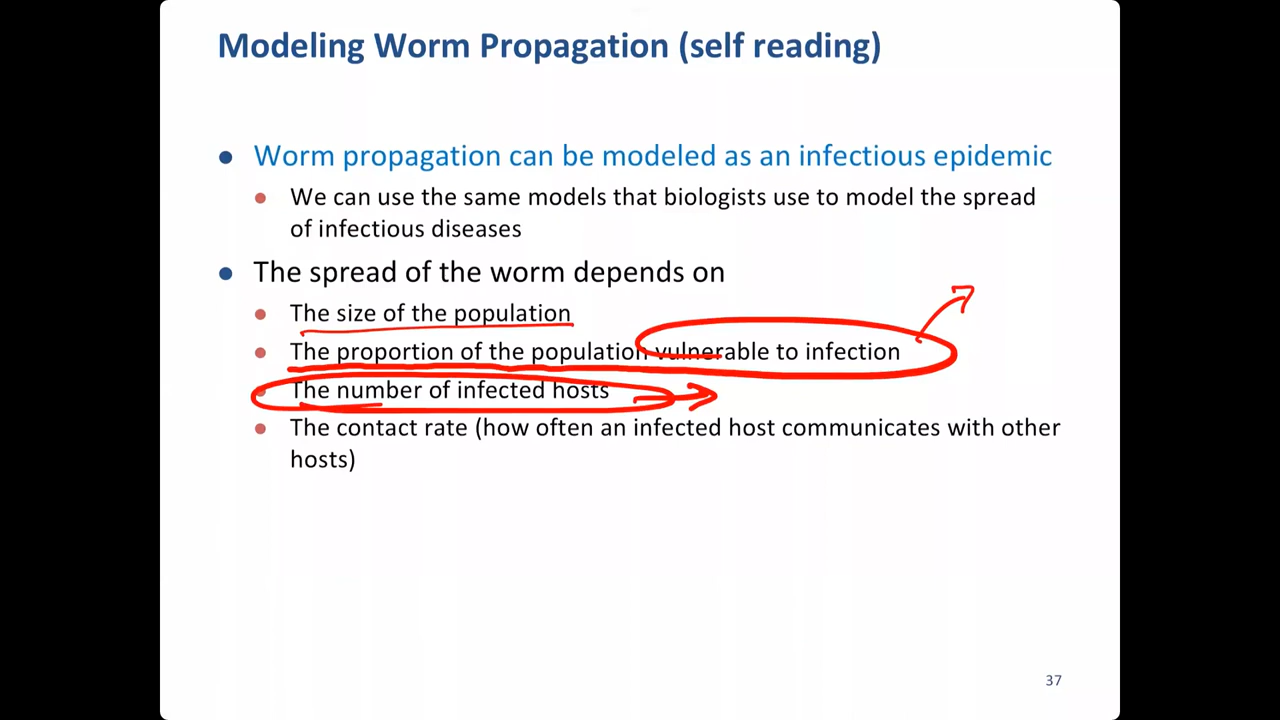 Modeling Worm Propagation (self reading)
Worm propagation can be modeled as an infectious epidemic
We can use the same models that biologists use to model the spread
of infectious diseases
The spread of the worm depends on
The size of the population
The proportion of the population vulnerable to infection
The number of infected hosts
The contact rate (how often an infected host communicates with other
hosts)
37